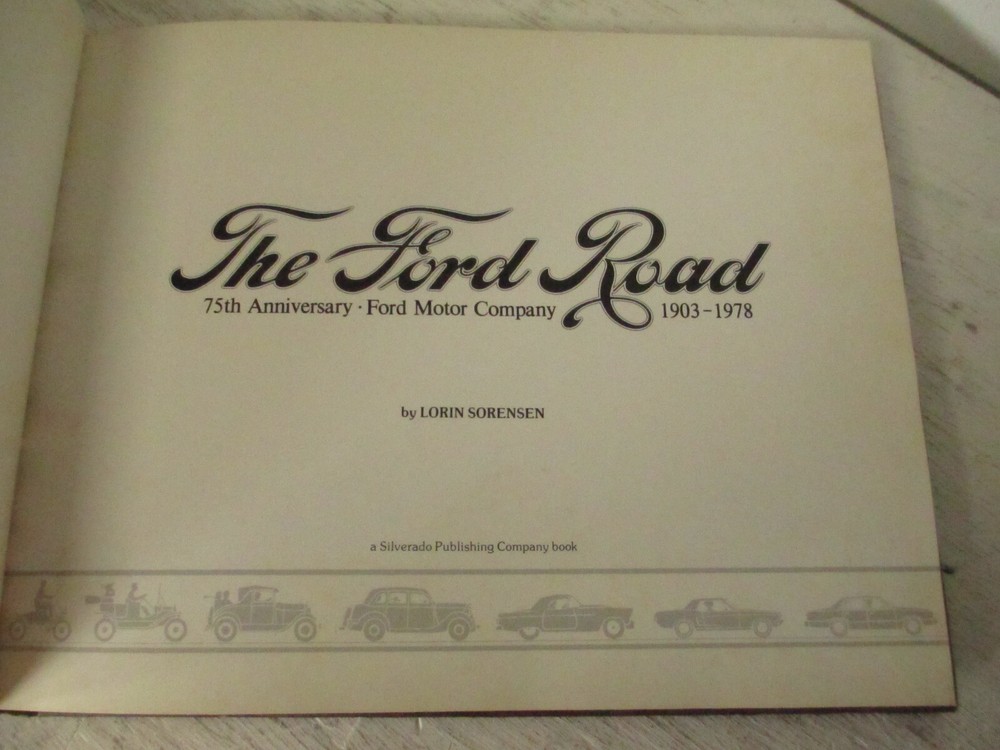 The Ford Road
75th Anniversary · Ford Motor Company 1903-1978
by LORIN SORENSEN
a Silverado Publishing Company book